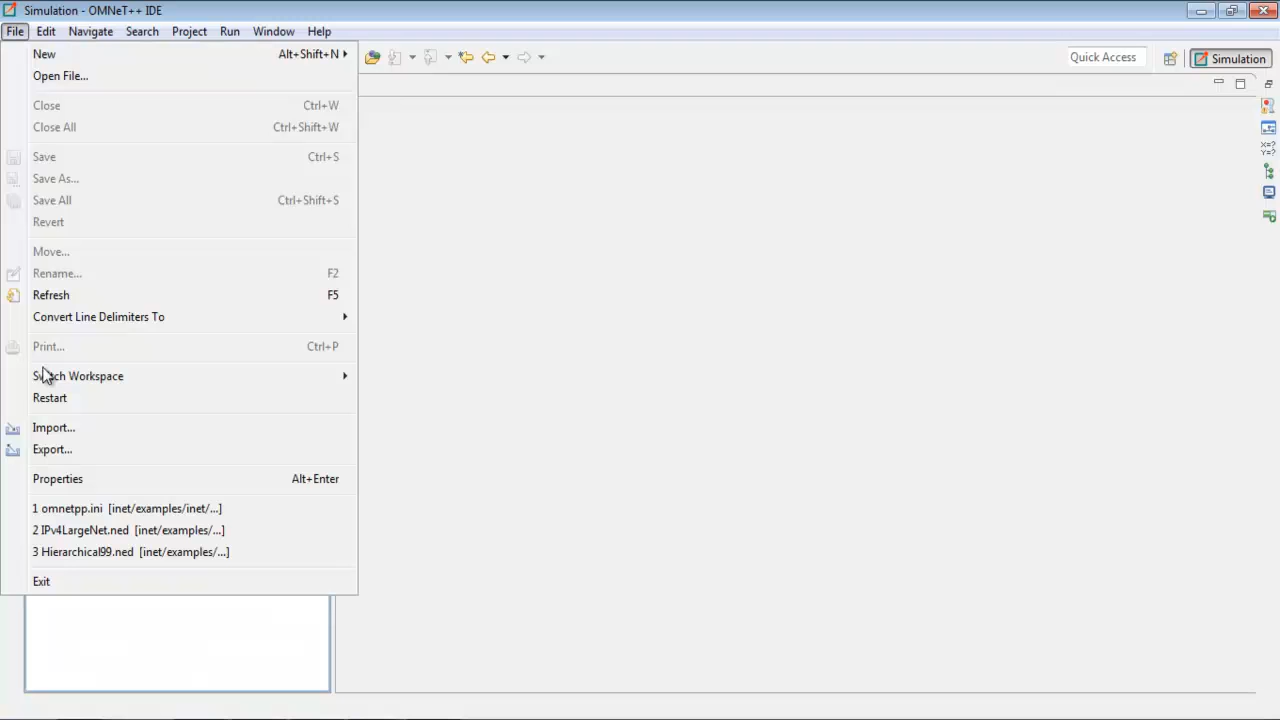 Simulation - OMNeT++ IDE
File Edit Navigate Search Project Run Window Help
New Alt+Shift+N
Open File...
Quick Access
Simulation
Close Ctrl+W
Close All Ctrl+Shift+W
Save Ctrl+S
Save As...
Save All Ctrl+Shift+S
Revert
Move...
Rename... F2
Refresh F5
Convert Line Delimiters To
Print... Ctrl+P
Switch Workspace
Restart
Import...
Export...
Properties Alt+Enter
1 omnetpp.ini [inet/examples/inet/...]
2 IPv4LargeNet.ned [inet/examples/...]
3 Hierarchical99.ned [inet/examples/...]
Exit